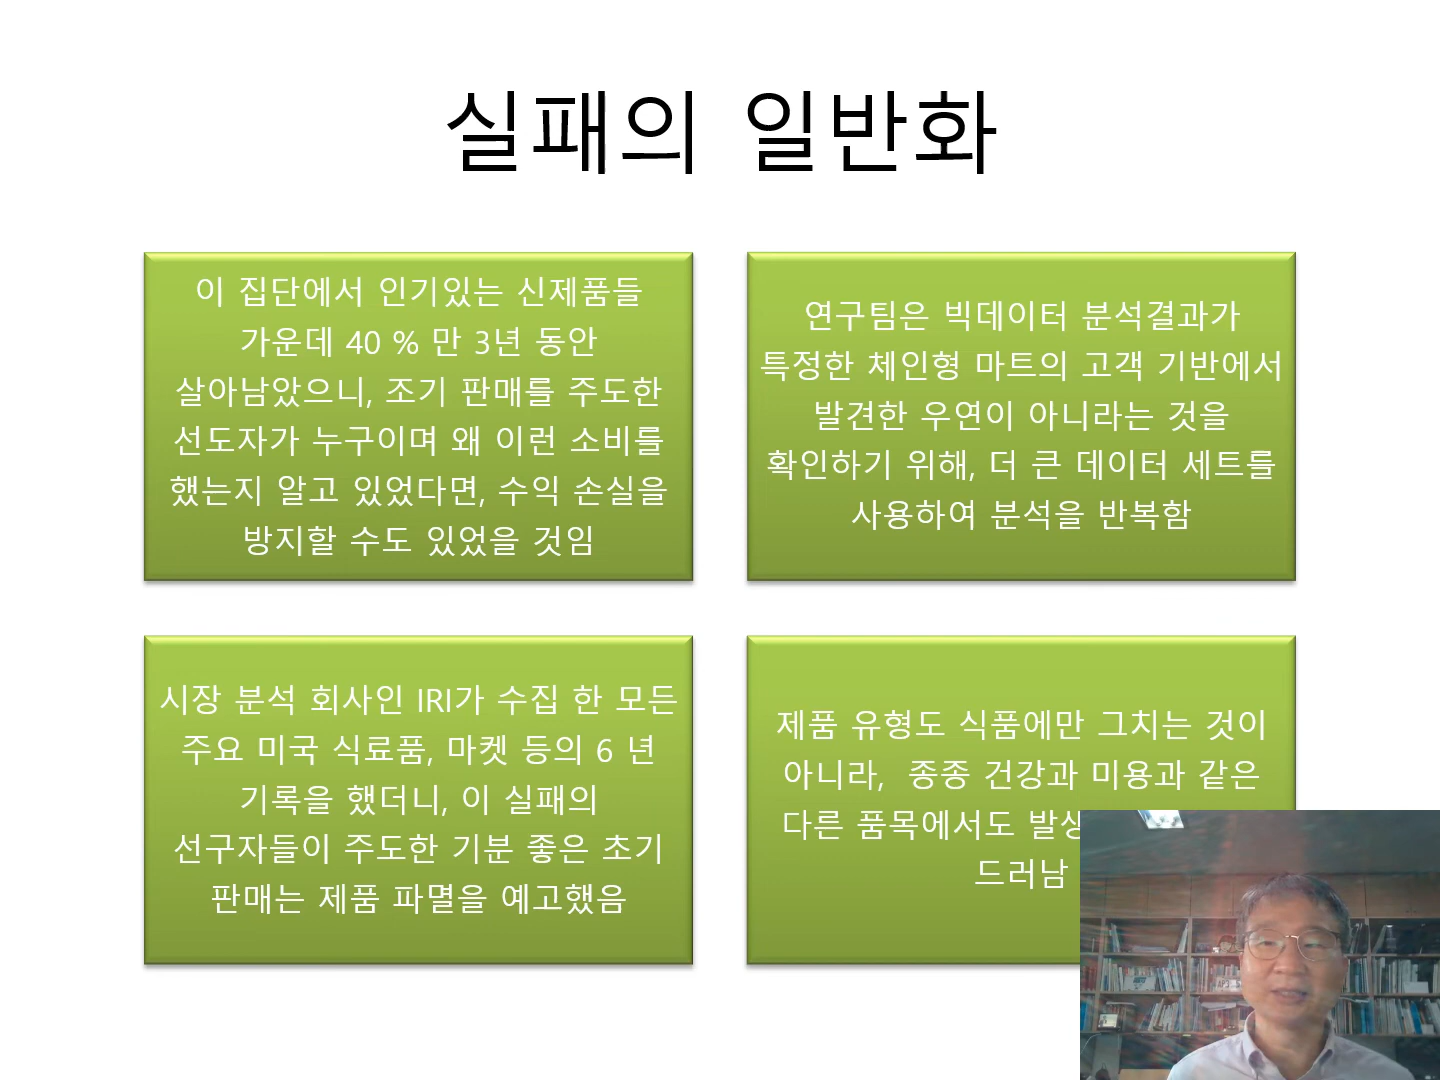 실패의 일반화
이 집단에서 인기있는 신제품들
가운데 40 % 만 3년 동안
살아남았으니, 조기 판매를 주도한
선도자가 누구이며 왜 이런 소비를
했는지 알고 있었다면, 수익 손실을
방지할 수도 있었을 것임
연구팀은 빅데이터 분석결과가
특정한 체인형 마트의 고객 기반에서
발견한 우연이 아니라는 것을
확인하기 위해, 더 큰 데이터 세트를
사용하여 분석을 반복함
시장 분석 회사인 IRI가 수집 한 모든
주요 미국 식료품, 마켓 등의 6 년
기록을 했더니, 이 실패의
선구자들이 주도한 기분 좋은 초기
판매는 제품 파멸을 예고했음
제품 유형도 식품에만 그치는 것이
아니라, 종종 건강과 미용과 같은
다른 품목에서도
드러남